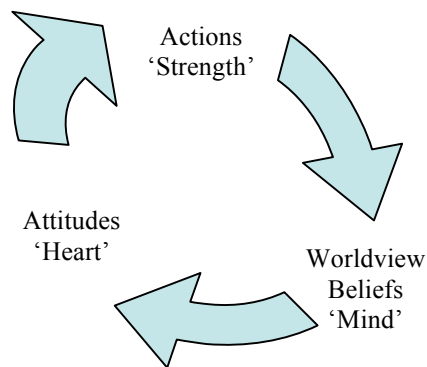 Actions
‘Strength’
Attitudes
‘Heart’
Worldview
Beliefs
‘Mind’